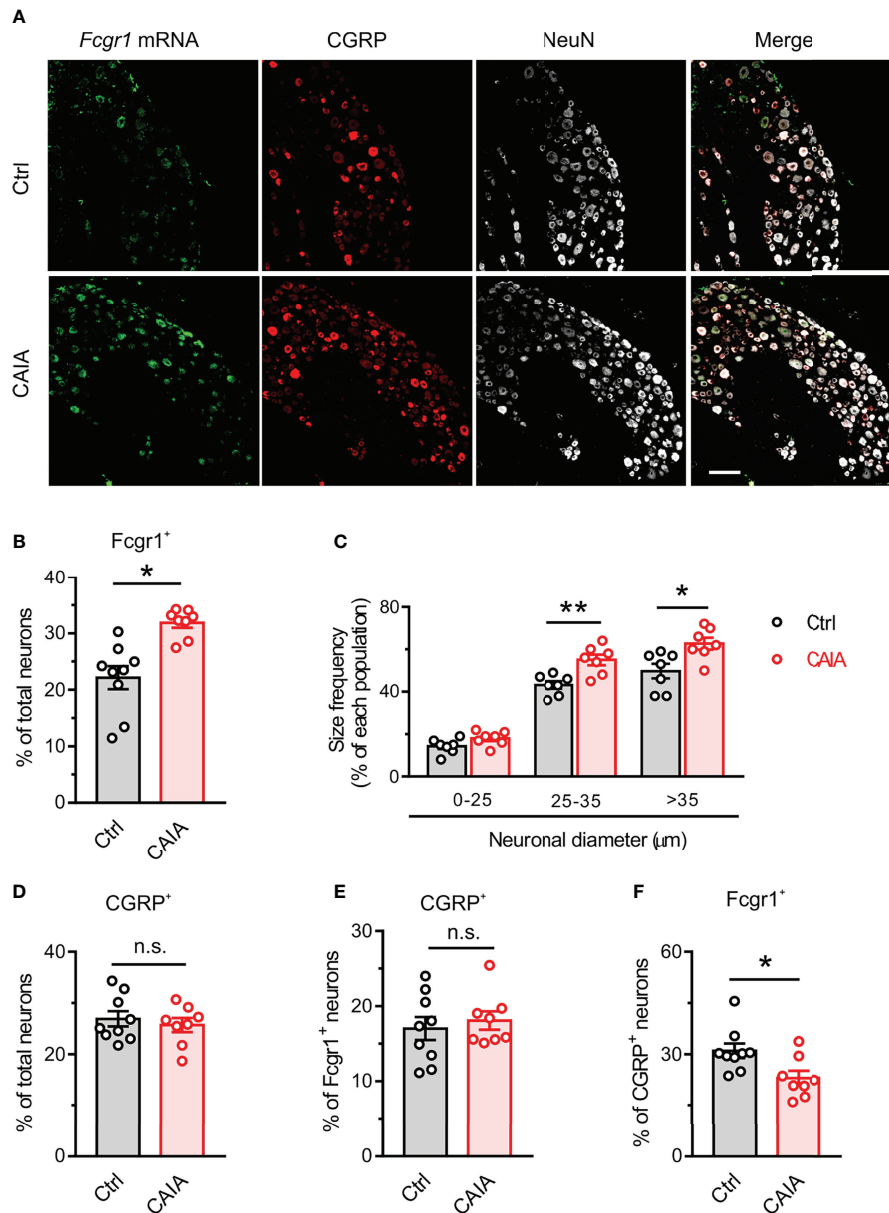 A
Fcgr1 mRNA CGRP NeuN Merge
Ctrl
CAIA
B
Fcgr1+
*
% of total neurons
40
30
20
10
0
Ctrl CAIA
C
** *
Size frequency
(% of each population)
80
40
0
0-25 25-35 >35
Neuronal diameter (μm)
Ctrl
CAIA
D
CGRP+
n.s.
% of total neurons
40
20
0
Ctrl CAIA
E
CGRP+
n.s.
% of Fcgr1+ neurons
30
20
10
0
Ctrl CAIA
F
Fcgr1+
*
% of CGRP+ neurons
60
30
0
Ctrl CAIA